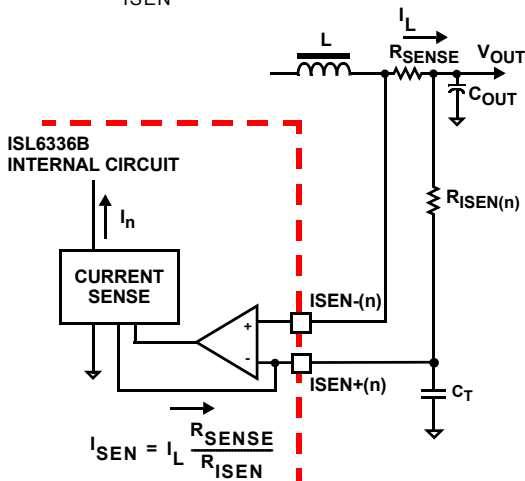 ISEN
IL
L
RSENSE
VOUT
COUT
ISL6336B
INTERNAL CIRCUIT
In
RISEN(n)
CURRENT
SENSE
+
-
ISEN-(n)
ISEN+(n)
CT
ISEN = IL RSENSE / RISEN